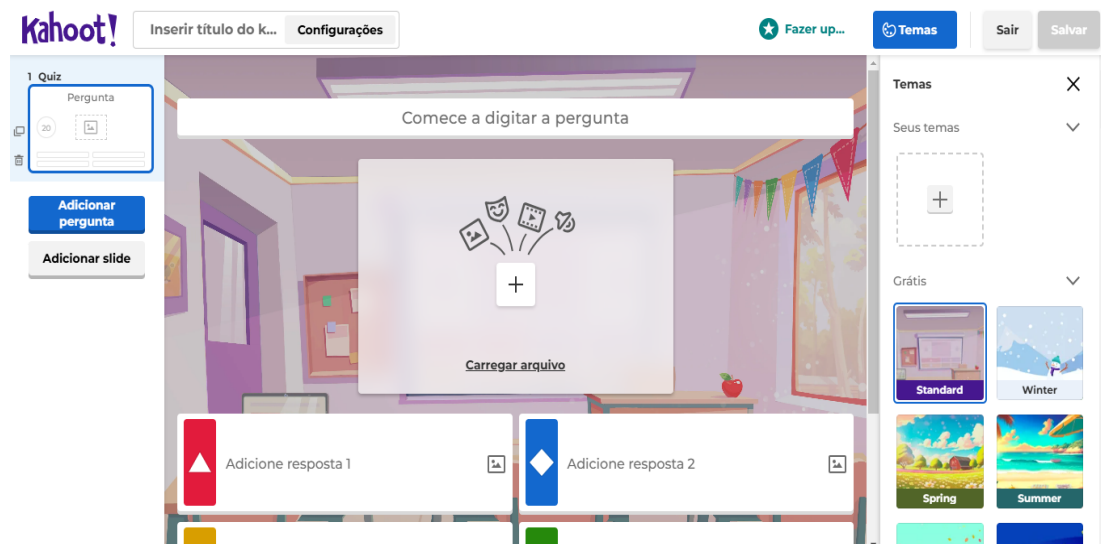 Kahoot!
Inserir título do k...
Configurações
Fazer up...
Temas
Sair
Salvar
1 Quiz
Pergunta
20
Adicionar
pergunta
Adicionar slide
Comece a digitar a pergunta
Carregar arquivo
Adicione resposta 1
Adicione resposta 2
Temas
Seus temas
Grátis
Standard
Winter
Spring
Summer